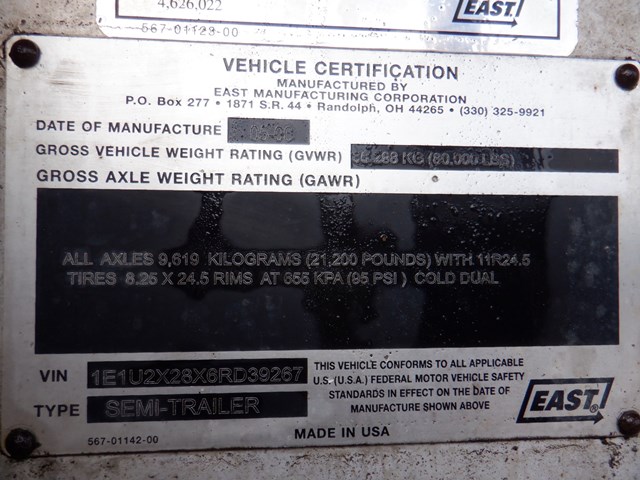 4,626,022
EAST
567-01123-00
VEHICLE CERTIFICATION
MANUFACTURED BY
EAST MANUFACTURING CORPORATION
P.O. Box 277 • 1871 S.R. 44 • Randolph, OH 44265 • (330) 325-9921
DATE OF MANUFACTURE
GROSS VEHICLE WEIGHT RATING (GVWR) KG (80,000 LBS)
GROSS AXLE WEIGHT RATING (GAWR)
ALL AXLES 9,619 KILOGRAMS (21,200 POUNDS) WITH 11R24.5
TIRES 8.25 X 24.5 RIMS AT 655 KPA (95 PSI ) COLD DUAL
VIN 1E1U2X28X6RD39267
TYPE SEMI-TRAILER
THIS VEHICLE CONFORMS TO ALL APPLICABLE
U.S. (U.S.A.) FEDERAL MOTOR VEHICLE SAFETY
STANDARDS IN EFFECT ON THE DATE OF
MANUFACTURE SHOWN ABOVE
EAST®
567-01142-00
MADE IN USA